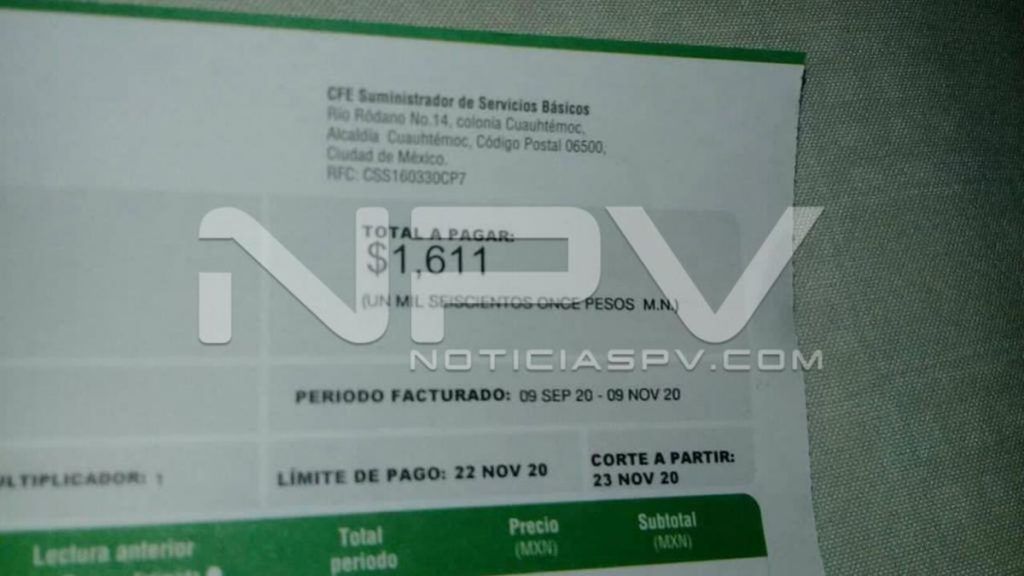 CFE Suministrador de Servicios Básicos
Río Ródano No.14, colonia Cuauhtémoc,
Alcaldía Cuauhtémoc, Código Postal 06500,
Ciudad de México.
RFC: CSS160330CP7
TOTAL A PAGAR:
$1,611
(UN MIL SEISCIENTOS ONCE PESOS M.N.)
NPV
NOTICIASPV.COM
PERIODO FACTURADO: 09 SEP 20 - 09 NOV 20
ULTIPLICADOR: 1
LÍMITE DE PAGO: 22 NOV 20
CORTE A PARTIR:
23 NOV 20
Lectura anterior
Total
periodo
Precio
(MXN)
Subtotal
(MXN)